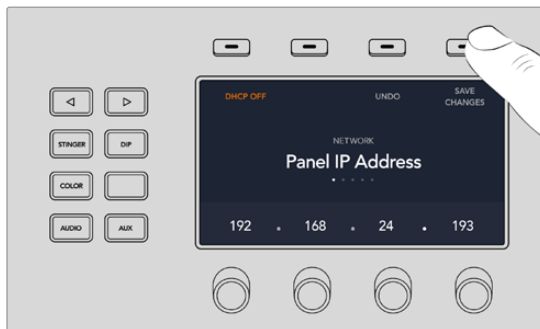 DHCP OFF
UNDO
SAVE
CHANGES
NETWORK
Panel IP Address
192 . 168 . 24 . 193
STINGER
DIP
COLOR
AUDIO
AUX